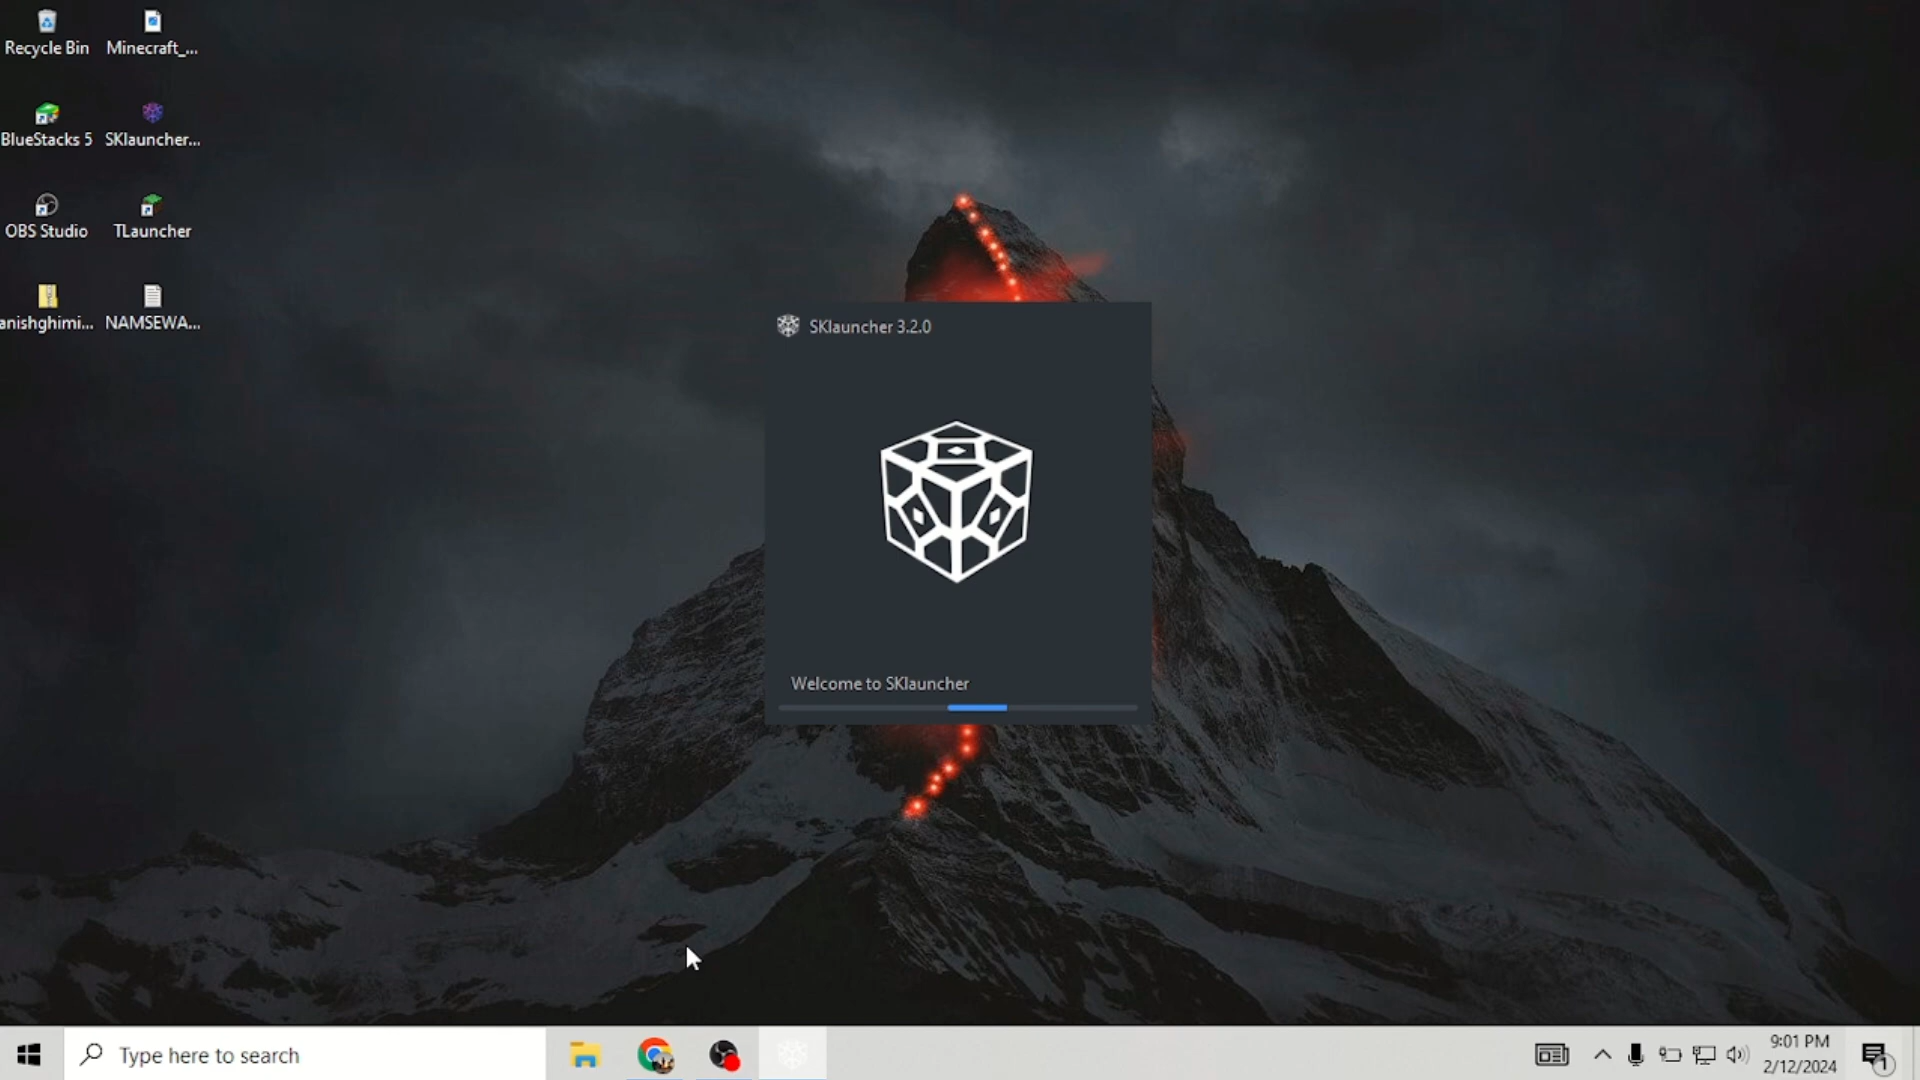 Recycle Bin
Minecraft_...
BlueStacks 5
SKlauncher...
OBS Studio
TLauncher
anishghimi...
NAMSEWA...
SKlauncher 3.2.0
Welcome to SKlauncher
Type here to search
9:01 PM
2/12/2024
1